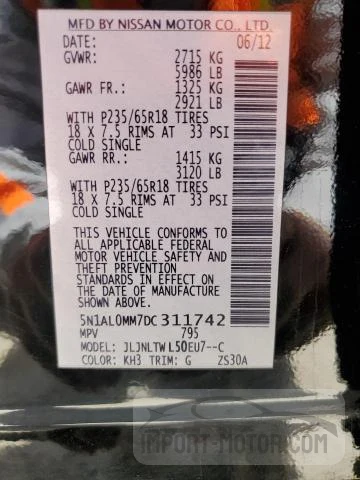 MFD BY NISSAN MOTOR CO., LTD.
DATE: 06/12
GVWR: 2715 KG
5986 LB
GAWR FR.: 1325 KG
2921 LB
WITH P235/65R18 TIRES
18 X 7.5 RIMS AT 33 PSI
COLD SINGLE
GAWR RR: 1415 KG
3120 LB
WITH P235/65R18 TIRES
18 X 7.5 RIMS AT 33 PSI
COLD SINGLE
THIS VEHICLE CONFORMS TO
ALL APPLICABLE FEDERAL
MOTOR VEHICLE SAFETY
AND THEFT PREVENTION
STANDARDS IN EFFECT ON
THE DATE OF MANUFACTURE
SHOWN ABOVE.
5N1AL0MM7DC311742
MPV 795
MODEL: JLJNLTWL50EU7--C
COLOR: KH3 TRIM: G ZS30A
IMPORT-MOTOR.COM